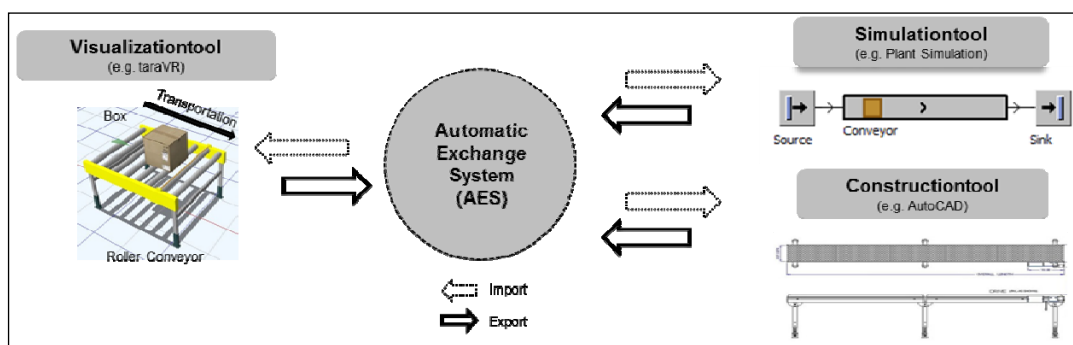 Visualizationtool
(e.g. taraVR)
Transportation
Box
Roller Conveyor
Automatic
Exchange
System
(AES)
Import
Export
Simulationtool
(e.g. Plant Simulation)
Source
Conveyor
Sink
Constructiontool
(e.g. AutoCAD)